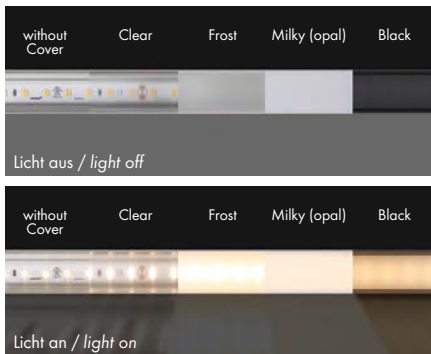 without Cover Clear Frost Milky (opal) Black
Licht aus / light off
without Cover Clear Frost Milky (opal) Black
Licht an / light on